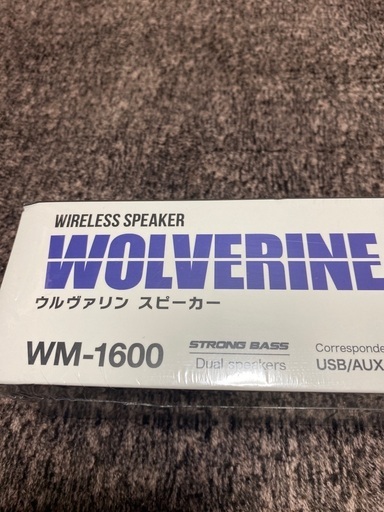 WIRELESS SPEAKER
WOLVERINE
ウルヴァリン スピーカー
WM-1600
STRONG BASS
Dual speakers
USB/AUX